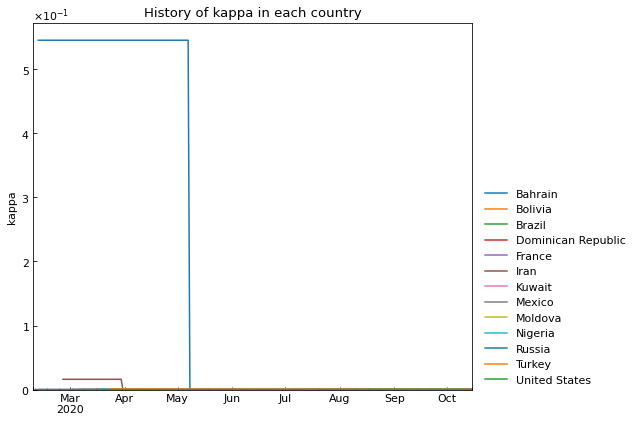 History of kappa in each country
×10⁻¹
5
4
3
2
1
0
kappa
Mar Apr May Jun Jul Aug Sep Oct
2020
Bahrain
Bolivia
Brazil
Dominican Republic
France
Iran
Kuwait
Mexico
Moldova
Nigeria
Russia
Turkey
United States